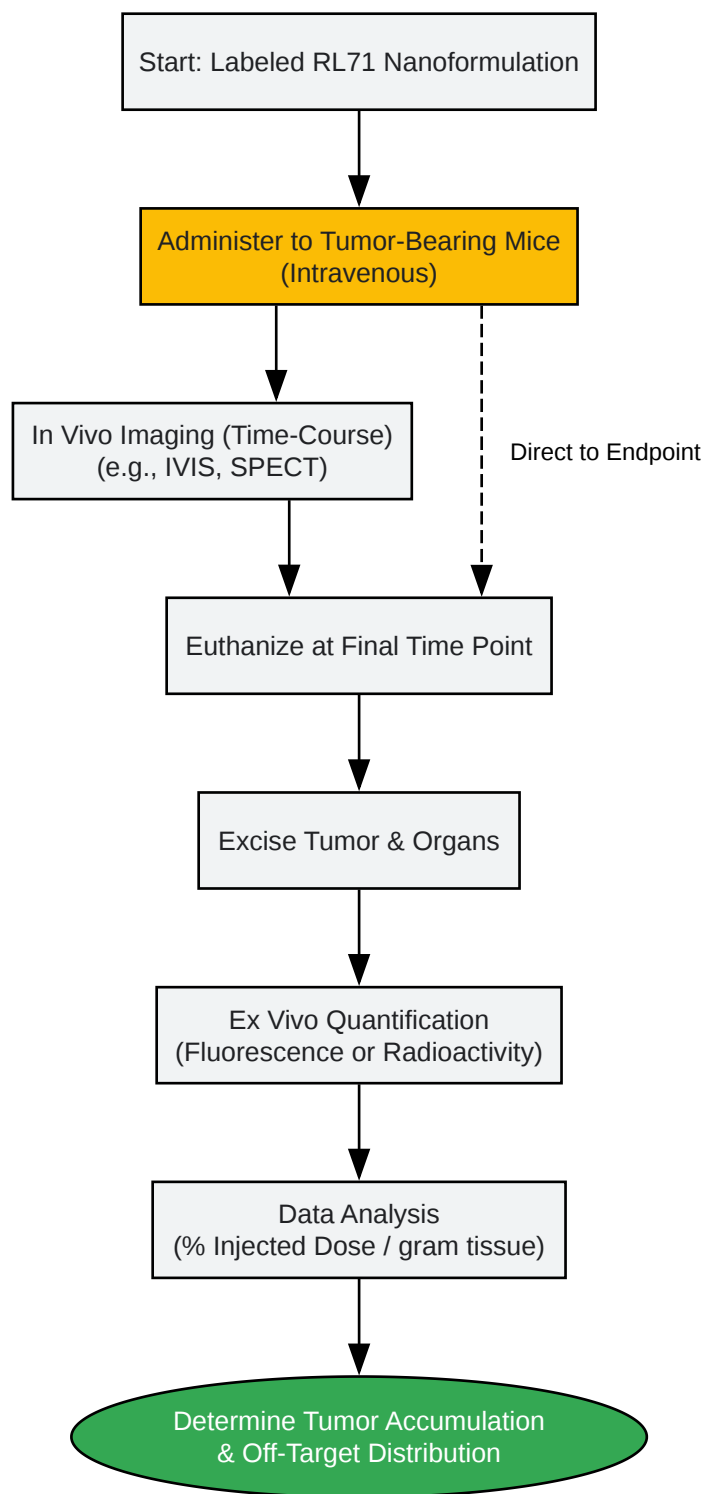 Start: Labeled RL71 Nanoformulation
Administer to Tumor-Bearing Mice
(Intravenous)
In Vivo Imaging (Time-Course)
(e.g., IVIS, SPECT)
Direct to Endpoint
Euthanize at Final Time Point
Excise Tumor & Organs
Ex Vivo Quantification
(Fluorescence or Radioactivity)
Data Analysis
(% Injected Dose / gram tissue)
Determine Tumor Accumulation
& Off-Target Distribution